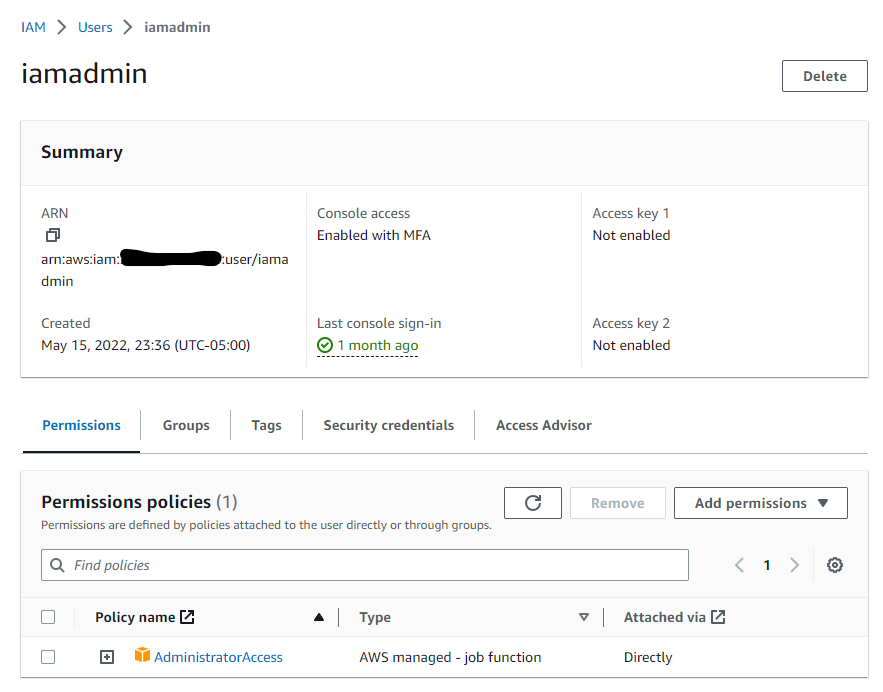 IAM > Users > iamadmin
iamadmin
Delete
Summary
ARN
arn:aws:iam: :user/iama
dmin
Console access
Enabled with MFA
Access key 1
Not enabled
Created
May 15, 2022, 23:36 (UTC-05:00)
Last console sign-in
1 month ago
Access key 2
Not enabled
Permissions Groups Tags Security credentials Access Advisor
Permissions policies (1)
Permissions are defined by policies attached to the user directly or through groups.
Remove Add permissions
Find policies
1
Policy name Type Attached via
AdministratorAccess AWS managed - job function Directly